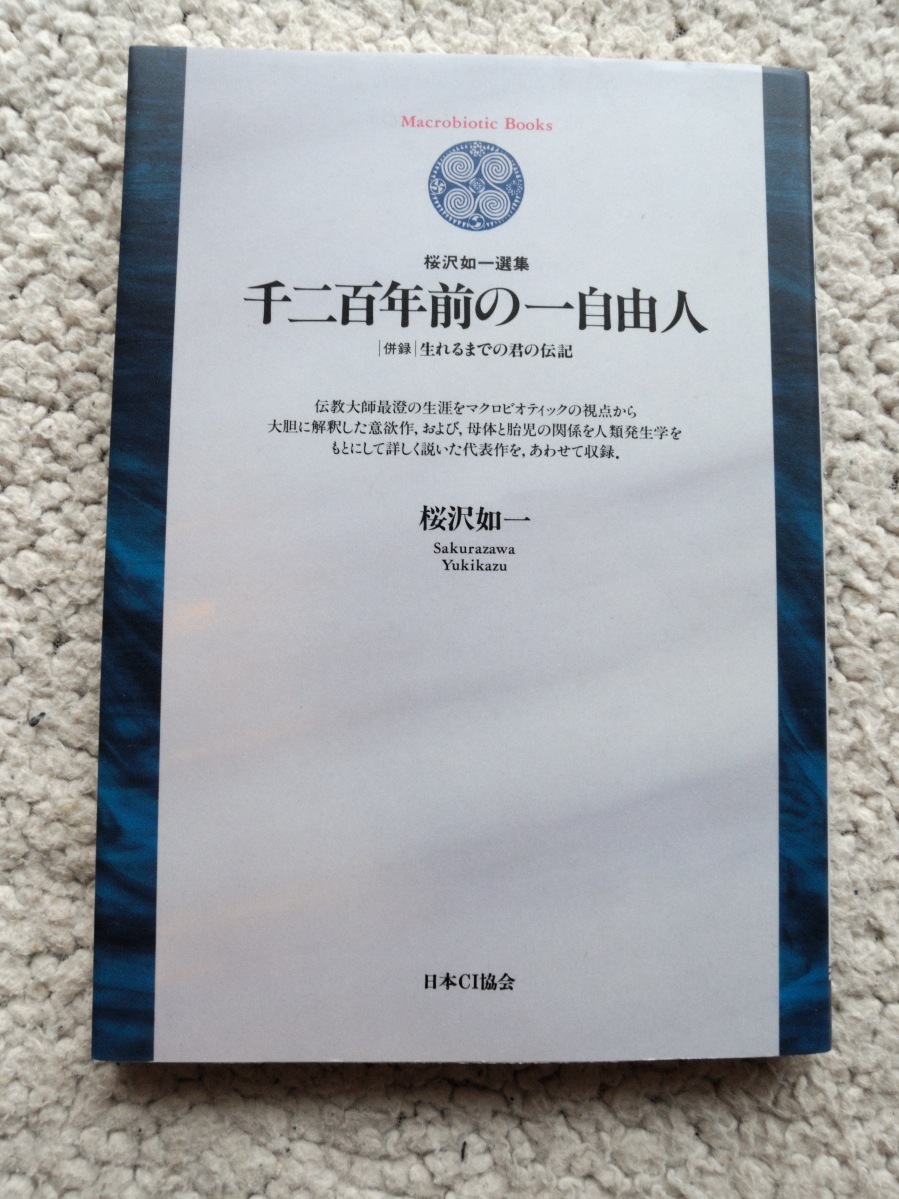 Macrobiotic Books
桜沢如一選集
千二百年前の一自由人
|併録|生れるまでの君の伝記
伝教大師最澄の生涯をマクロビオティックの視点から
大胆に解釈した意欲作，および，母体と胎児の関係を人類発生学を
もとにして詳しく説いた代表作を，あわせて収録．
桜沢如一
Sakurazawa
Yukikazu
日本CI協会